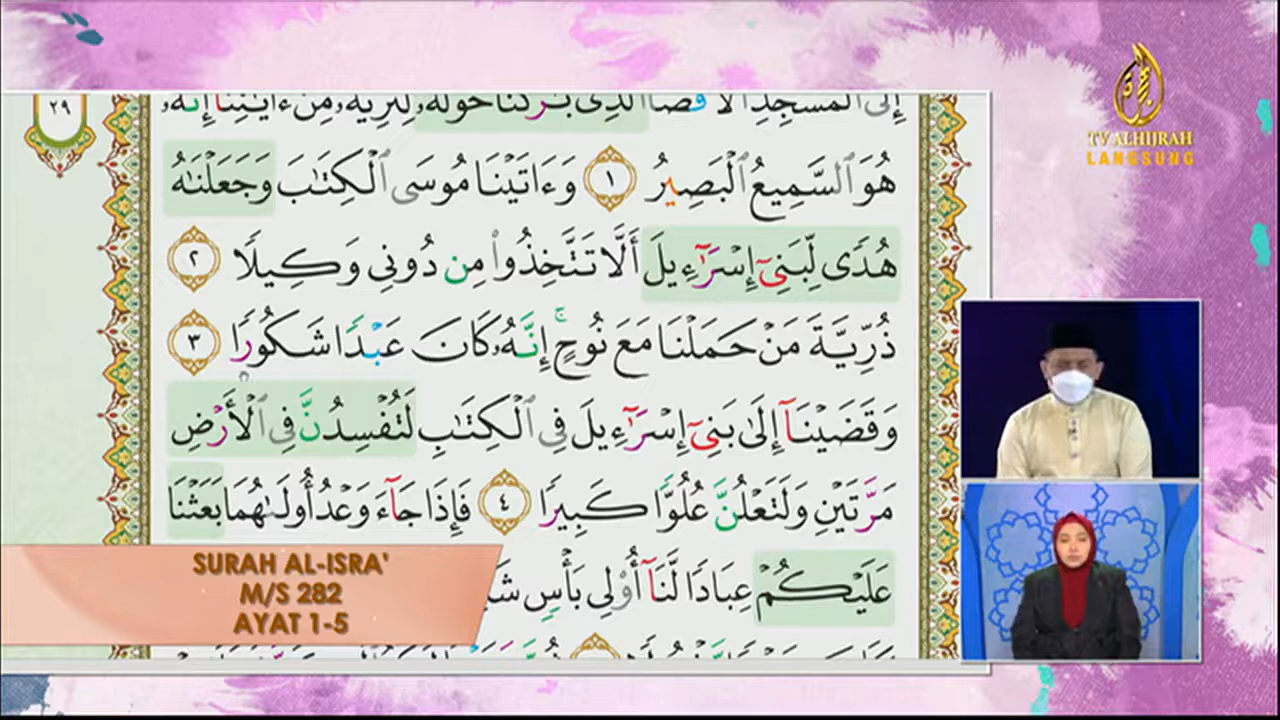 ٢٩
إِلَى ٱلْمَسْجِدِ ٱلْأَقْصَا ٱلَّذِى بَٰرَكْنَا حَوْلَهُۥ لِنُرِيَهُۥ مِنْ ءَايَٰتِنَآ إِنَّهُۥ
هُوَ ٱلسَّمِيعُ ٱلْبَصِيرُ ١ وَءَاتَيْنَا مُوسَى ٱلْكِتَٰبَ وَجَعَلْنَٰهُ
هُدًى لِّبَنِىٓ إِسْرَٰٓءِيلَ أَلَّا تَتَّخِذُوا۟ مِن دُونِى وَكِيلًا ٢
ذُرِّيَّةَ مَنْ حَمَلْنَا مَعَ نُوحٍ ۚ إِنَّهُۥ كَانَ عَبْدًا شَكُورًا ٣
وَقَضَيْنَآ إِلَىٰ بَنِىٓ إِسْرَٰٓءِيلَ فِى ٱلْكِتَٰبِ لَتُفْسِدُنَّ فِى ٱلْأَرْضِ
مَرَّتَيْنِ وَلَتَعْلُنَّ عُلُوًّا كَبِيرًا ٤ فَإِذَا جَآءَ وَعْدُ أُولَىٰهُمَا بَعَثْنَا
عَلَيْكُمْ عِبَادًا لَّنَآ أُو۟لِى بَأْسٍ
TV ALHIJRAH
LANGSUNG
SURAH AL-ISRA'
M/S 282
AYAT 1-5